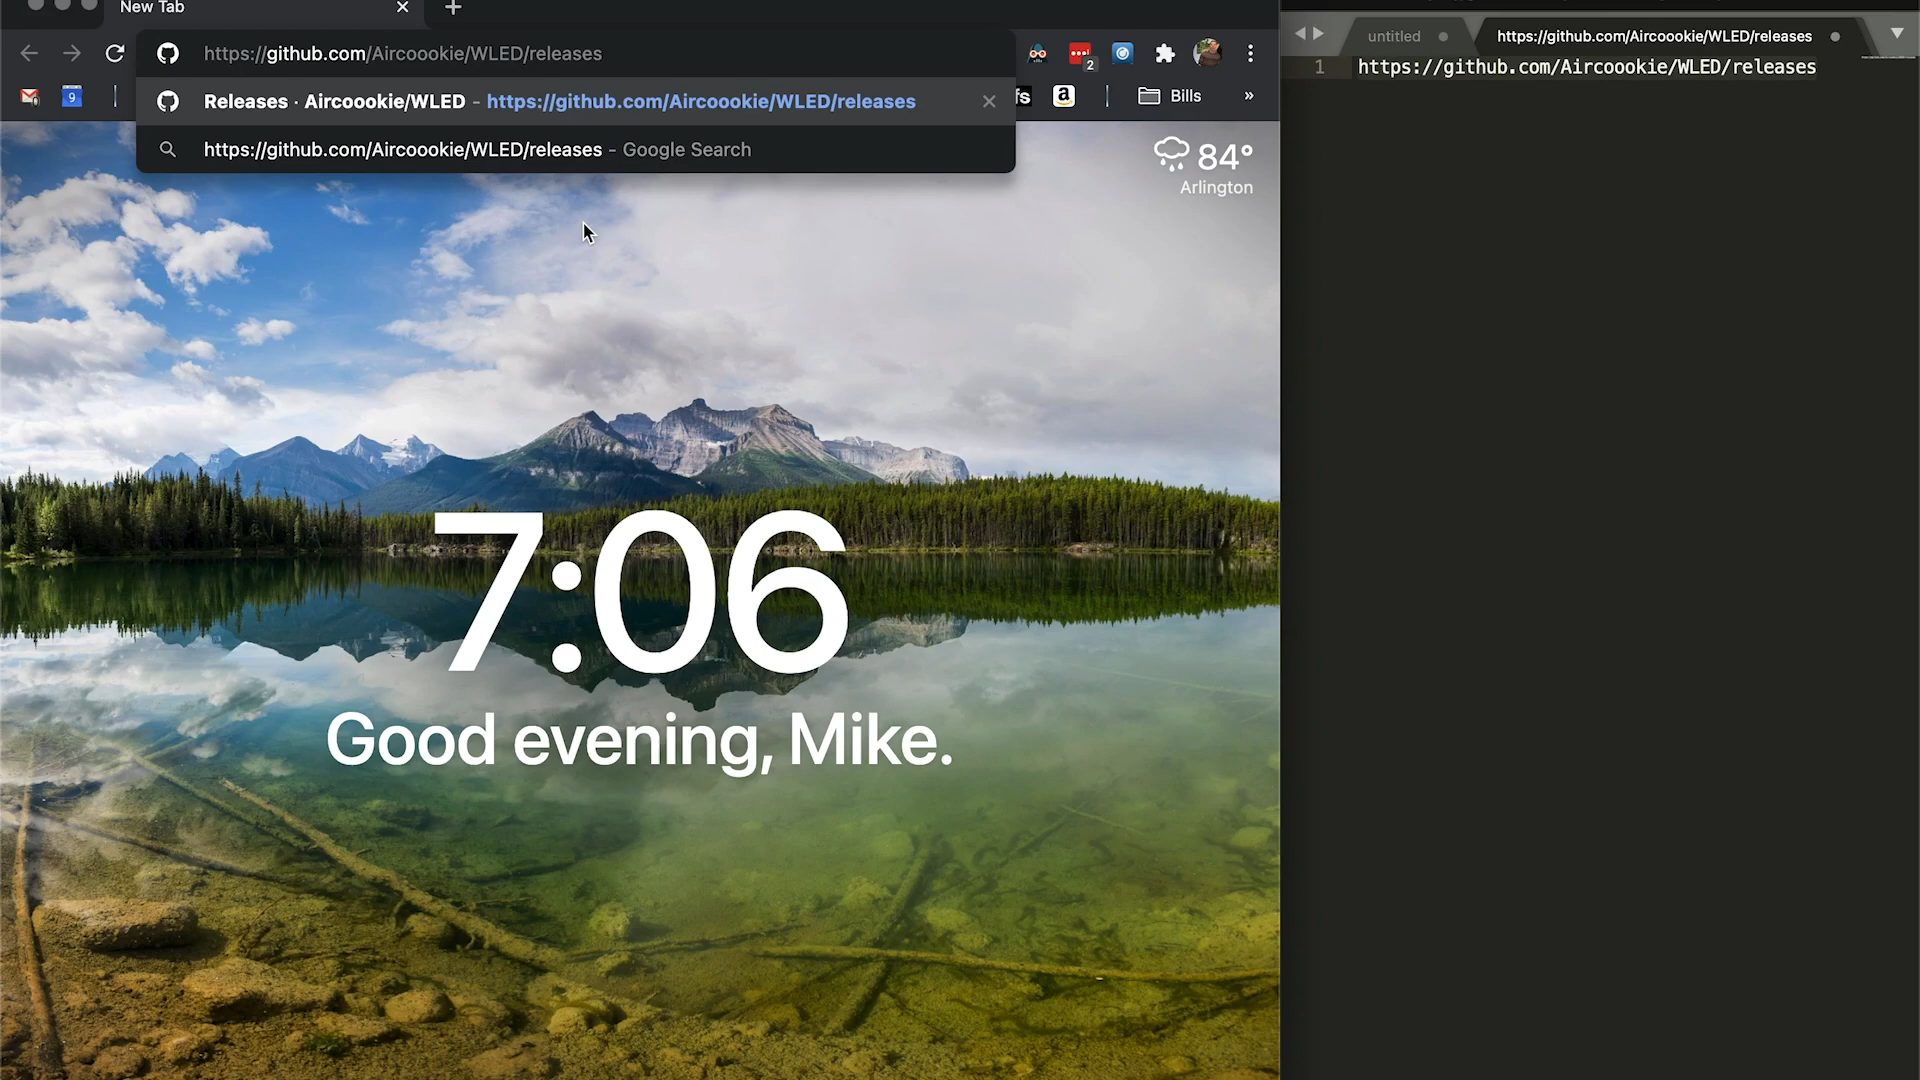 New Tab
https://github.com/Aircoookie/WLED/releases
Releases · Aircoookie/WLED - https://github.com/Aircoookie/WLED/releases
https://github.com/Aircoookie/WLED/releases - Google Search
2
9
fs
a
Bills
»
84°
Arlington
7:06
Good evening, Mike.
untitled
https://github.com/Aircoookie/WLED/releases
1 https://github.com/Aircoookie/WLED/releases